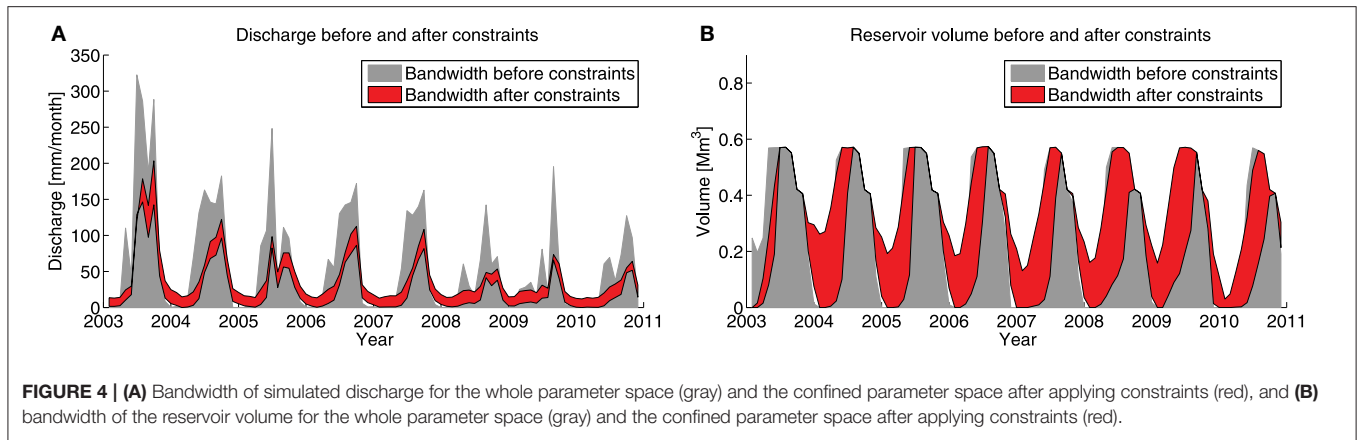 A
Discharge before and after constraints
350
300
250
200
150
100
50
0
Discharge [mm/month]
Bandwidth before constraints
Bandwidth after constraints
2003 2004 2005 2006 2007 2008 2009 2010 2011
Year
B
Reservoir volume before and after constraints
0.8
0.6
0.4
0.2
0
Volume [Mm³]
Bandwidth before constraints
Bandwidth after constraints
2003 2004 2005 2006 2007 2008 2009 2010 2011
Year
FIGURE 4 | (A) Bandwidth of simulated discharge for the whole parameter space (gray) and the confined parameter space after applying constraints (red), and (B)
bandwidth of the reservoir volume for the whole parameter space (gray) and the confined parameter space after applying constraints (red).